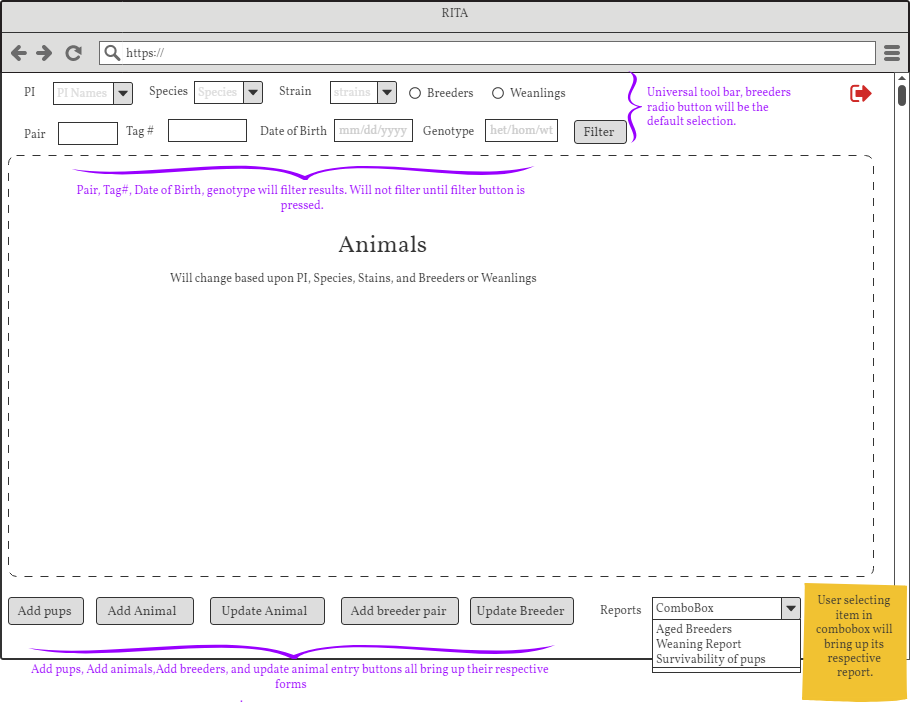 RITA
https://
PI
PI Names
Species
Species
Strain
strains
Breeders
Weanlings
Universal tool bar, breeders
radio button will be the
default selection.
Pair
Tag #
Date of Birth
mm/dd/yyyy
Genotype
het/hom/wt
Filter
Pair, Tag#, Date of Birth, genotype will filter results. Will not filter until filter button is
pressed.
Animals
Will change based upon PI, Species, Stains, and Breeders or Weanlings
Add pups
Add Animal
Update Animal
Add breeder pair
Update Breeder
Reports
ComboBox
Aged Breeders
Weaning Report
Survivability of pups
User selecting
item in
combobox will
bring up its
respective
report.
Add pups, Add animals,Add breeders, and update animal entry buttons all bring up their respective
forms